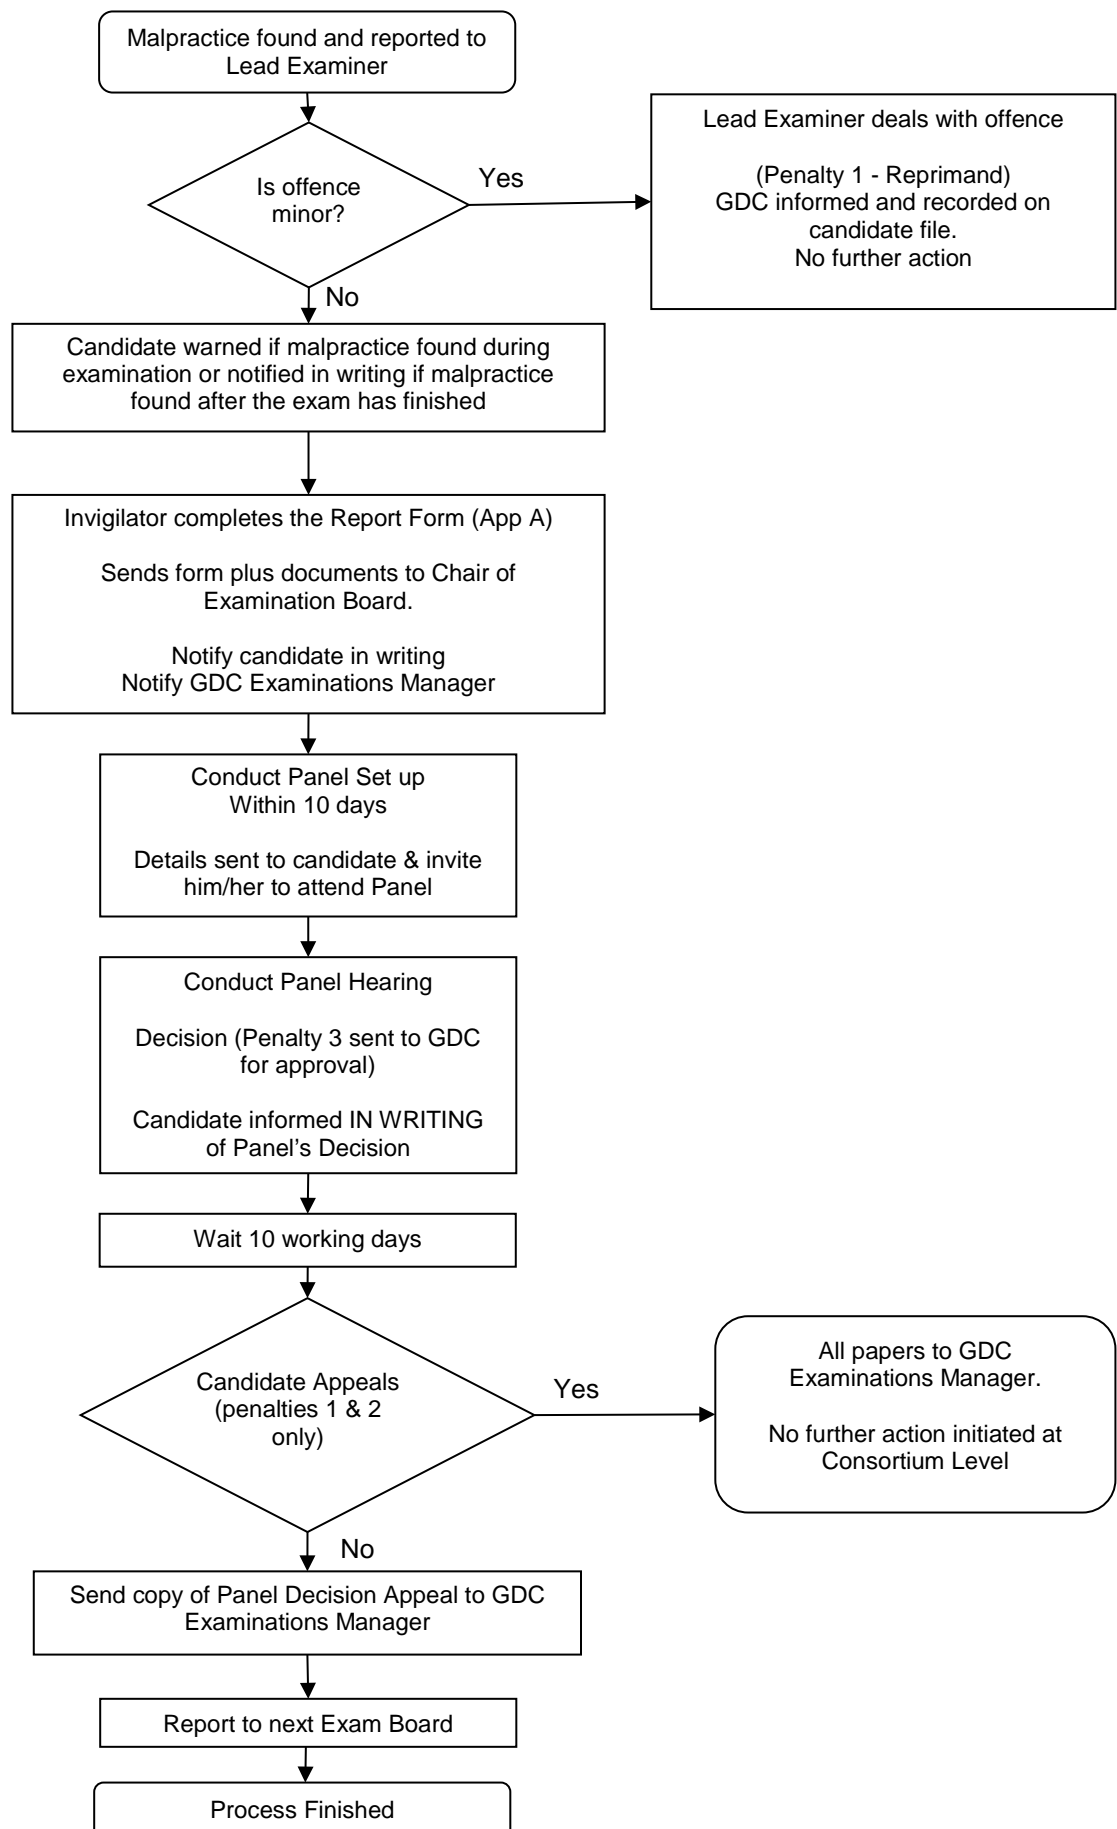 Malpractice found and reported to
Lead Examiner
Is offence
minor?
Yes
Lead Examiner deals with offence
(Penalty 1 - Reprimand)
GDC informed and recorded on
candidate file.
No further action
No
Candidate warned if malpractice found during
examination or notified in writing if malpractice
found after the exam has finished
Invigilator completes the Report Form (App A)
Sends form plus documents to Chair of
Examination Board.
Notify candidate in writing
Notify GDC Examinations Manager
Conduct Panel Set up
Within 10 days
Details sent to candidate & invite
him/her to attend Panel
Conduct Panel Hearing
Decision (Penalty 3 sent to GDC
for approval)
Candidate informed IN WRITING
of Panel’s Decision
Wait 10 working days
Candidate Appeals
(penalties 1 & 2
only)
Yes
All papers to GDC
Examinations Manager.
No further action initiated at
Consortium Level
No
Send copy of Panel Decision Appeal to GDC
Examinations Manager
Report to next Exam Board
Process Finished